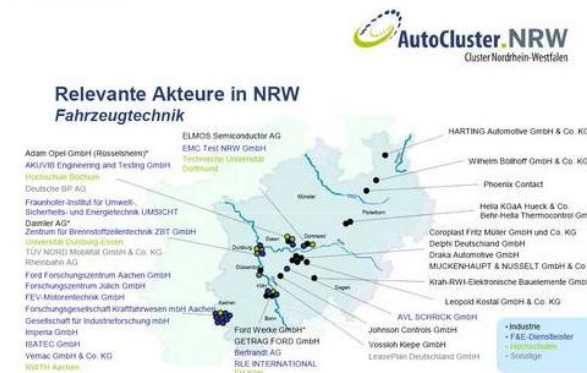 AutoCluster.NRW
Cluster Nordrhein-Westfalen
Relevante Akteure in NRW
Fahrzeugtechnik
Adam Opel GmbH (Rüsselsheim)*
AKUVIB Engineering and Testing GmbH
Hochschule Bochum
Deutsche BP AG
Fraunhofer-Institut für Umwelt-,
Sicherheits- und Energietechnik UMSICHT
Daimler AG*
Zentrum für Brennstoffzellentechnik ZBT GmbH
Universität Duisburg-Essen
TÜV NORD Mobilität GmbH & Co. KG
Rheinbahn AG
Ford Forschungszentrum Aachen GmbH
Forschungszentrum Jülich GmbH
FEV-Motorentechnik GmbH
Forschungsgesellschaft Kraftfahrwesen mbH Aachen
Gesellschaft für Industrieforschung mbH
Imperia GmbH
ISATEC GmbH
Vemac GmbH & Co. KG
RWTH Aachen
ELMOS Semiconductor AG
EMC Test NRW GmbH
Technische Universität
Dortmund
Münster
Paderborn
Essen
Dortmund
Duisburg
Düsseldorf
Köln
Aachen
Bonn
Siegen
Ford Werke GmbH*
GETRAG FORD GmbH
Bertrandt AG
RLE INTERNATIONAL
HARTING Automotive GmbH & Co. KG
Wilhelm Böllhoff GmbH & Co. KG
Phoenix Contact
Hella KGaA Hueck & Co.
Behr-Hella Thermocontrol Gm
Coroplast Fritz Müller GmbH und Co. KG
Delphi Deutschland GmbH
Draka Automotive GmbH
MUCKENHAUPT & NUSSELT GmbH & Co
Krah-RWI-Elektronische Bauelemente Gmb
Leopold Kostal GmbH & Co. KG
AVL SCHRICK GmbH
Johnson Controls GmbH
Vossloh Kiepe GmbH
LeasePlan Deutschland GmbH
• Industrie
• F&E-Dienstleister
• Hochschulen
• Sonstige